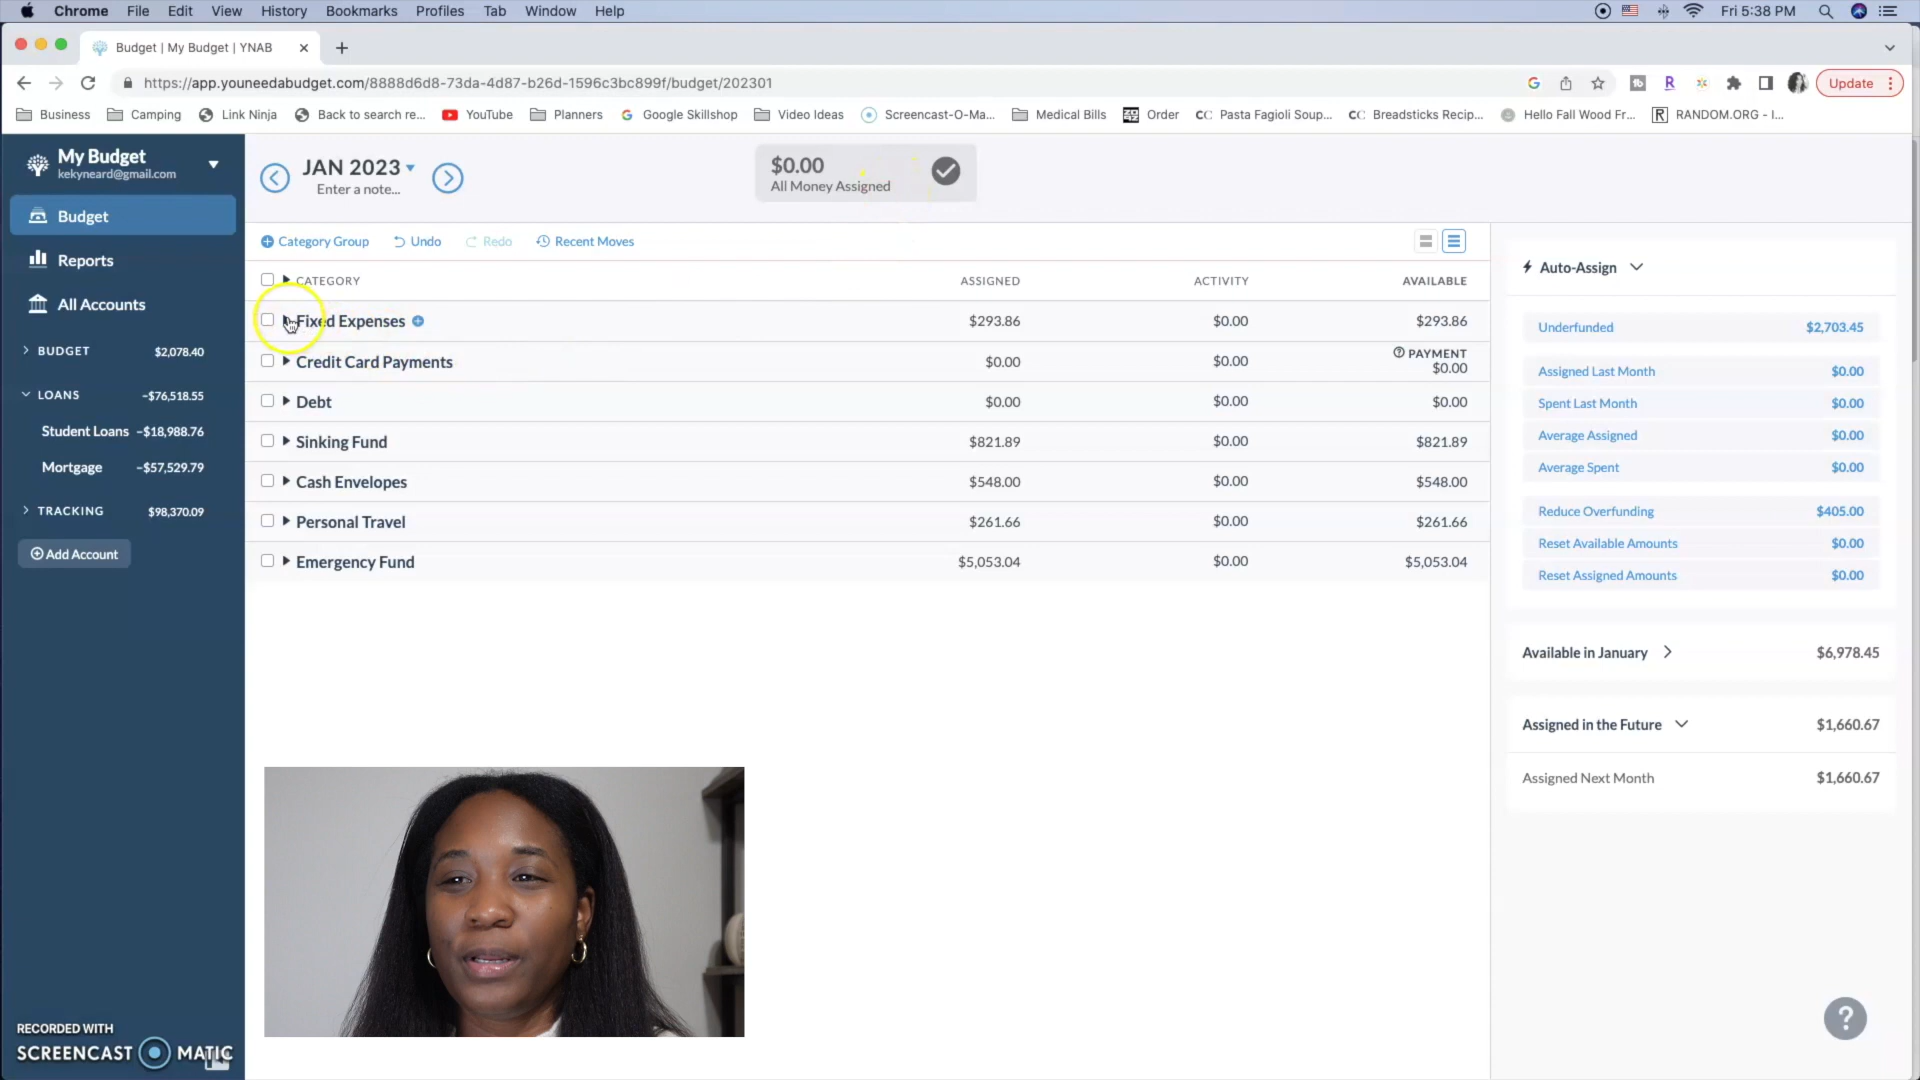 Chrome File Edit View History Bookmarks Profiles Tab Window Help Fri 5:38 PM
Budget | My Budget | YNAB
https://app.youneedabudget.com/8888d6d8-73da-4d87-b26d-1596c3bc899f/budget/202301 Update
Business Camping Link Ninja Back to search re... YouTube Planners Google Skillshop Video Ideas Screencast-O-Ma... Medical Bills Order CC Pasta Fagioli Soup... CC Breadsticks Recip... Hello Fall Wood Fr... RANDOM.ORG - I...
My Budget
kekyneard@gmail.com
Budget
Reports
All Accounts
BUDGET $2,078.40
LOANS -$76,518.55
Student Loans -$18,988.76
Mortgage -$57,529.79
TRACKING $98,370.09
Add Account
RECORDED WITH
SCREENCAST MATIC
JAN 2023
Enter a note...
$0.00
All Money Assigned
Category Group Undo Redo Recent Moves
CATEGORY ASSIGNED ACTIVITY AVAILABLE
Fixed Expenses $293.86 $0.00 $293.86
Credit Card Payments $0.00 $0.00 PAYMENT $0.00
Debt $0.00 $0.00 $0.00
Sinking Fund $821.89 $0.00 $821.89
Cash Envelopes $548.00 $0.00 $548.00
Personal Travel $261.66 $0.00 $261.66
Emergency Fund $5,053.04 $0.00 $5,053.04
Auto-Assign
Underfunded $2,703.45
Assigned Last Month $0.00
Spent Last Month $0.00
Average Assigned $0.00
Average Spent $0.00
Reduce Overfunding $405.00
Reset Available Amounts $0.00
Reset Assigned Amounts $0.00
Available in January $6,978.45
Assigned in the Future $1,660.67
Assigned Next Month $1,660.67
?